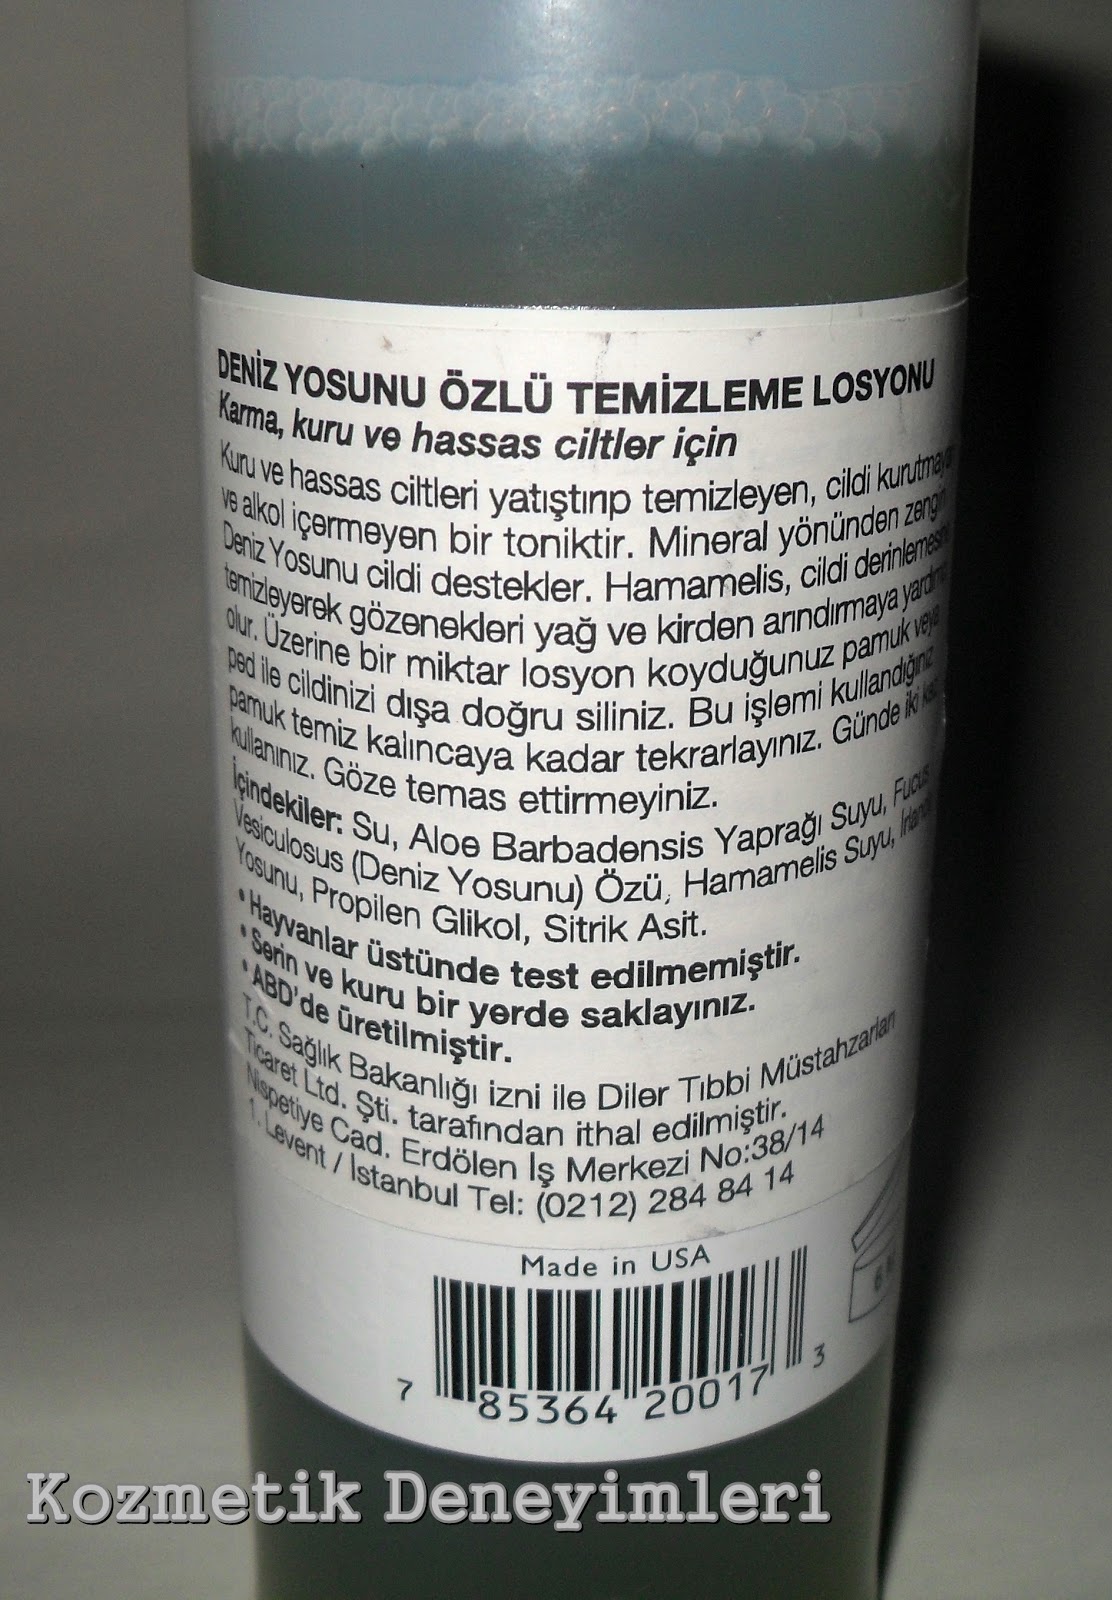 DENİZ YOSUNU ÖZLÜ TEMİZLEME LOSYONU
Karma, kuru ve hassas ciltler için
Kuru ve hassas ciltleri yatıştırıp temizleyen, cildi
ve alkol içermeyen bir toniktir. Mineral yönünden zengin
Deniz Yosunu cildi destekler. Hamamelis, cildi
temizleyerek gözenekleri yağ ve kirden arındırmaya
olur. Üzerine bir miktar losyon koyduğunuz pamuk veya
ped ile cildinizi dışa doğru siliniz. Bu işlemi kullandığınız
pamuk temiz kalıncaya kadar tekrarlayınız. Günde iki
kullanınız. Göze temas ettirmeyiniz.
İçindekiler: Su, Aloe Barbadensis Yaprağı Suyu, Fucus
Vesiculosus (Deniz Yosunu) Özü, Hamamelis Suyu,
Yosunu, Propilen Glikol, Sitrik Asit.
• Hayvanlar üstünde test edilmemiştir.
• Serin ve kuru bir yerde saklayınız.
• ABD'de üretilmiştir.
T.C. Sağlık Bakanlığı izni ile Diler Tıbbi Müstahzarları
Ticaret Ltd. Şti. tarafından ithal edilmiştir.
Nispetiye Cad. Erdölen İş Merkezi No:38/14
1. Levent / İstanbul Tel: (0212) 284 84 14
Made in USA
7 85364 20017 3
Kozmetik Deneyimleri